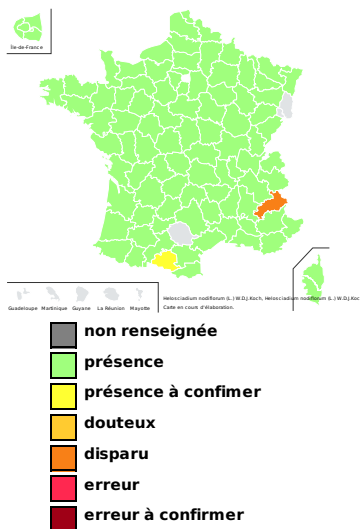 Île-de-France
Guadeloupe Martinique Guyane La Réunion Mayotte
Helosciadium nodiflorum (L.) W.D.J.Koch, Helosciadium nodiflorum (L.) W.D.J.Koc
Carte en cours d'élaboration.
non renseignée
présence
présence à confimer
douteux
disparu
erreur
erreur à confirmer